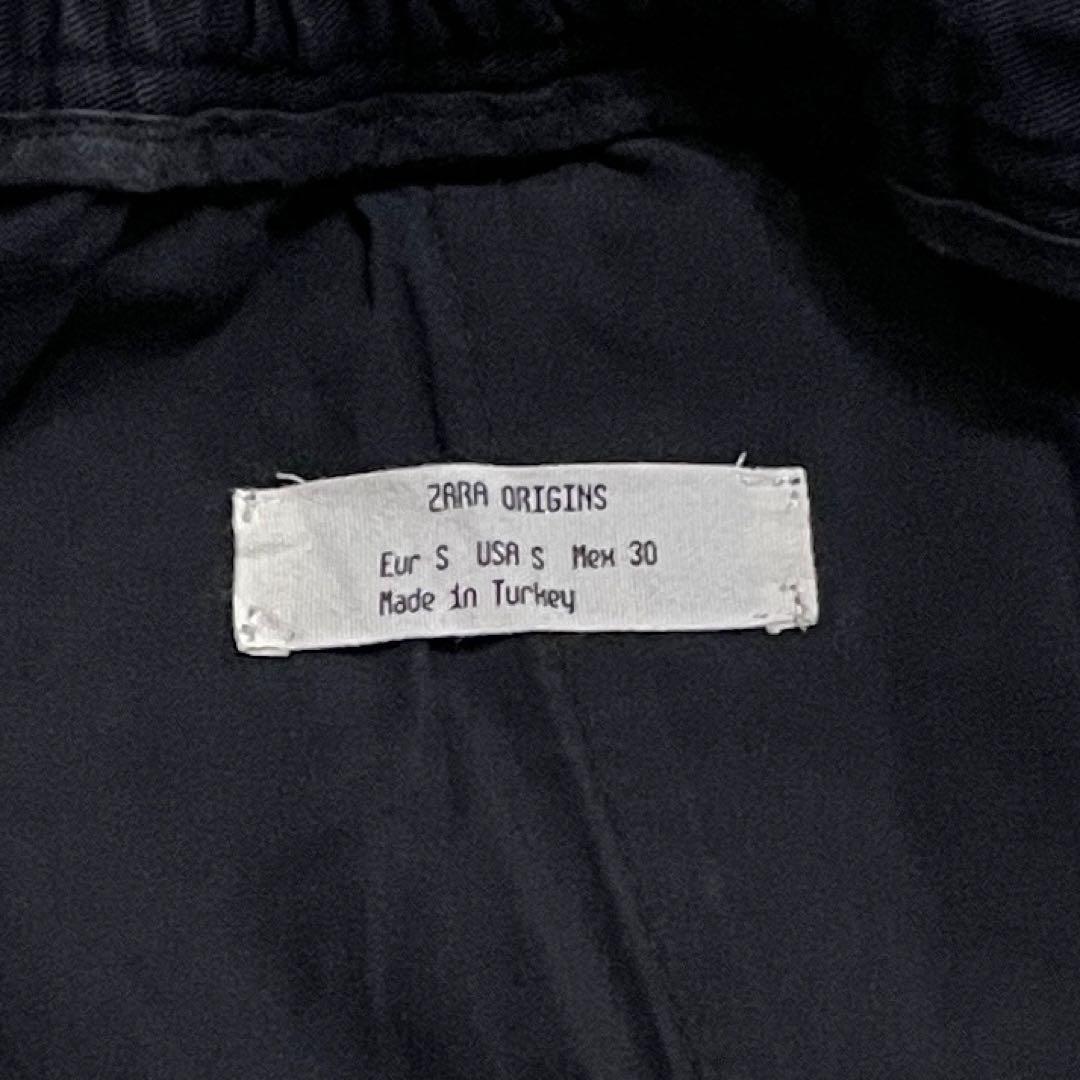 ZARA ORIGINS
Eur S USA S Mex 30
Made in Turkey